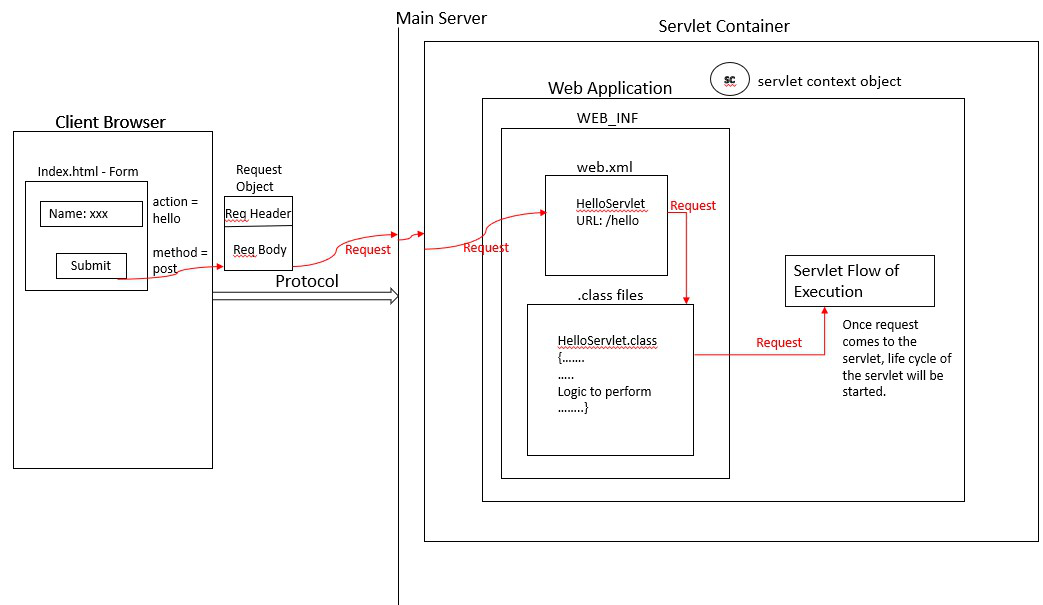 Main Server
Servlet Container
sc
servlet context object
Web Application
WEB_INF
Client Browser
Index.html - Form
Name: xxx
Submit
action =
hello
method =
post
Request
Object
Req Header
Req Body
Request
Protocol
Request
web.xml
HelloServlet
URL: /hello
Request
.class files
HelloServlet.class
{.......
.....
Logic to perform
........}
Request
Servlet Flow of
Execution
Once request
comes to the
servlet, life cycle of
the servlet will be
started.